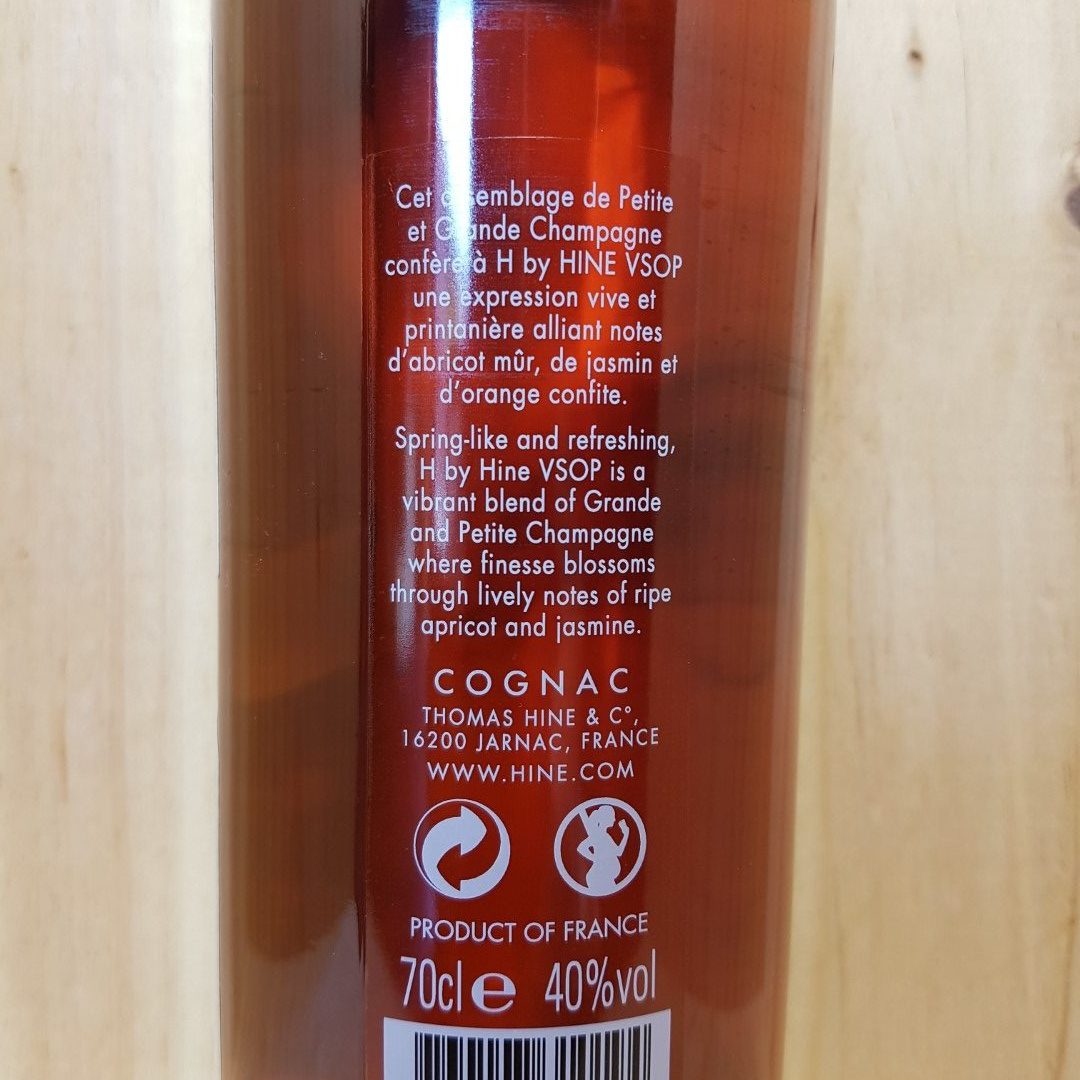 Cet assemblage de Petite
et Grande Champagne
confère à H by HINE VSOP
une expression vive et
printanière alliant notes
d'abricot mûr, de jasmin et
d'orange confite.
Spring-like and refreshing,
H by Hine VSOP is a
vibrant blend of Grande
and Petite Champagne
where finesse blossoms
through lively notes of ripe
apricot and jasmine.
COGNAC
THOMAS HINE & C°,
16200 JARNAC, FRANCE
WWW.HINE.COM
PRODUCT OF FRANCE
70cl e 40%vol